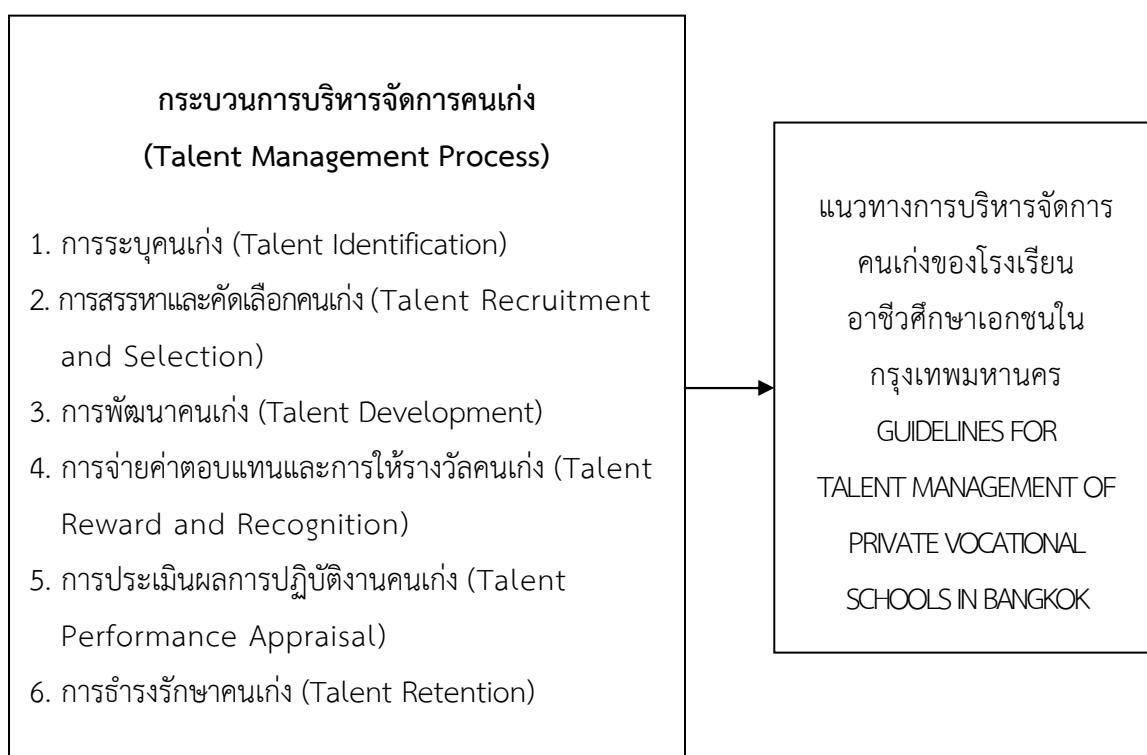 กระบวนการบริหารจัดการคนเก่ง
(Talent Management Process)
1. การระบุคนเก่ง (Talent Identification)
2. การสรรหาและคัดเลือกคนเก่ง (Talent Recruitment
and Selection)
3. การพัฒนาคนเก่ง (Talent Development)
4. การจ่ายค่าตอบแทนและการให้รางวัลคนเก่ง (Talent
Reward and Recognition)
5. การประเมินผลการปฏิบัติงานคนเก่ง (Talent
Performance Appraisal)
6. การธำรงรักษาคนเก่ง (Talent Retention)
แนวทางการบริหารจัดการ
คนเก่งของโรงเรียน
อาชีวศึกษาเอกชนใน
กรุงเทพมหานคร
GUIDELINES FOR
TALENT MANAGEMENT OF
PRIVATE VOCATIONAL
SCHOOLS IN BANGKOK